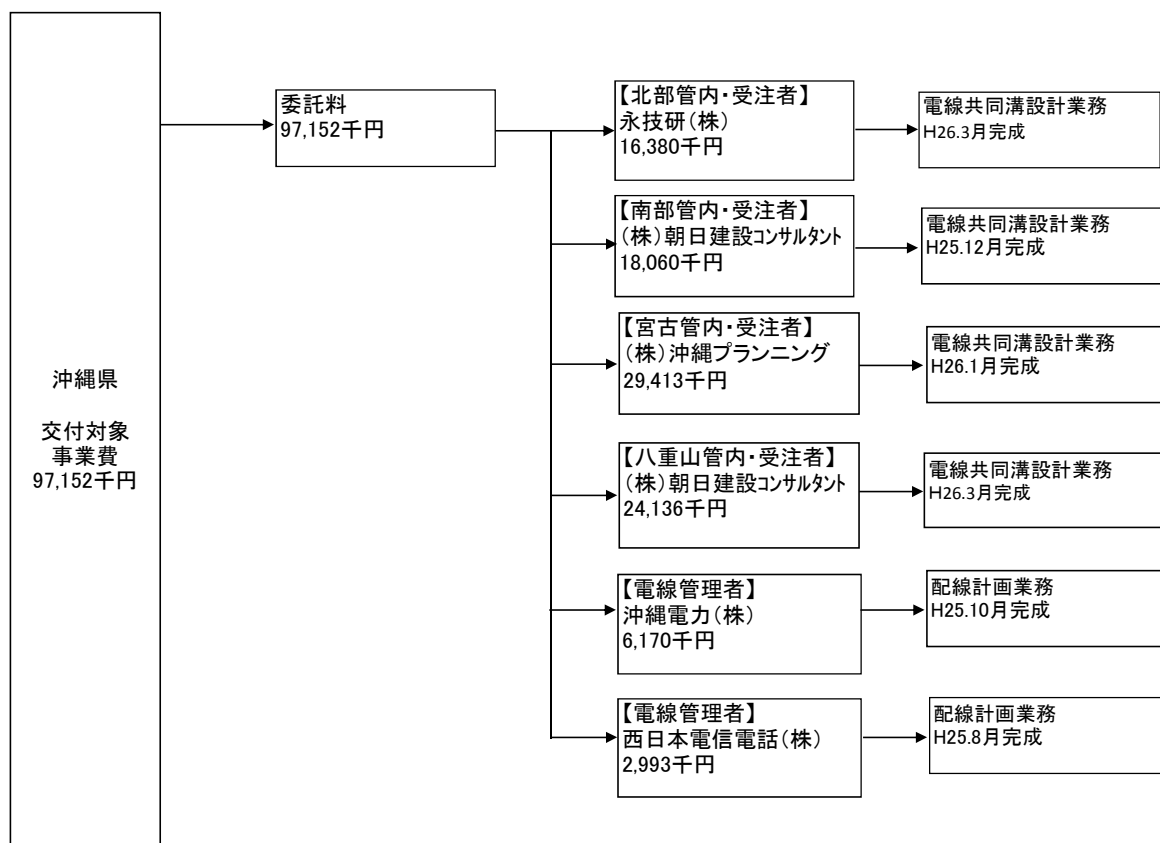 沖縄県
交付対象
事業費
97,152千円
委託料
97,152千円
【北部管内・受注者】
永技研(株)
16,380千円
電線共同溝設計業務
H26.3月完成
【南部管内・受注者】
(株)朝日建設コンサルタント
18,060千円
電線共同溝設計業務
H25.12月完成
【宮古管内・受注者】
(株)沖縄プランニング
29,413千円
電線共同溝設計業務
H26.1月完成
【八重山管内・受注者】
(株)朝日建設コンサルタント
24,136千円
電線共同溝設計業務
H26.3月完成
【電線管理者】
沖縄電力(株)
6,170千円
配線計画業務
H25.10月完成
【電線管理者】
西日本電信電話(株)
2,993千円
配線計画業務
H25.8月完成